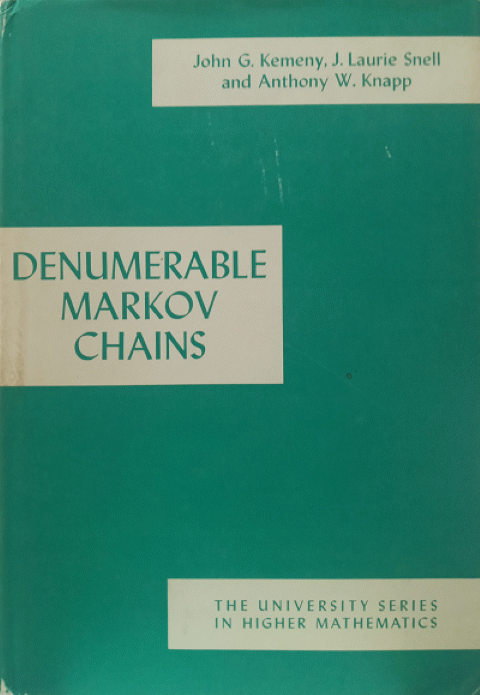 John G. Kemeny, J. Laurie Snell
and Anthony W. Knapp
DENUMERABLE
MARKOV
CHAINS
THE UNIVERSITY SERIES
IN HIGHER MATHEMATICS